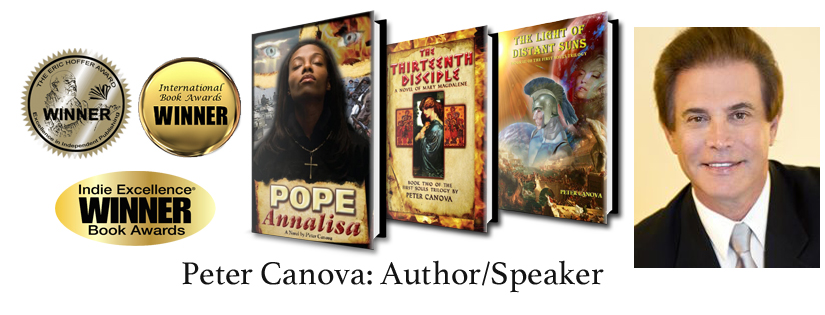 THE ERIC HOFFER AWARD
WINNER
Excellence in Independent Publishing
International
Book Awards
WINNER
Indie Excellence®
WINNER
Book Awards
POPE
Annalisa
A Novel by Peter Canova
THE
THIRTEENTH
DISCIPLE
A NOVEL OF MARY MAGDALENE
BOOK TWO OF THE
FIRST SOULS TRILOGY BY
PETER CANOVA
THE LIGHT OF
DISTANT SUNS
PETER CANOVA
Peter Canova: Author/Speaker